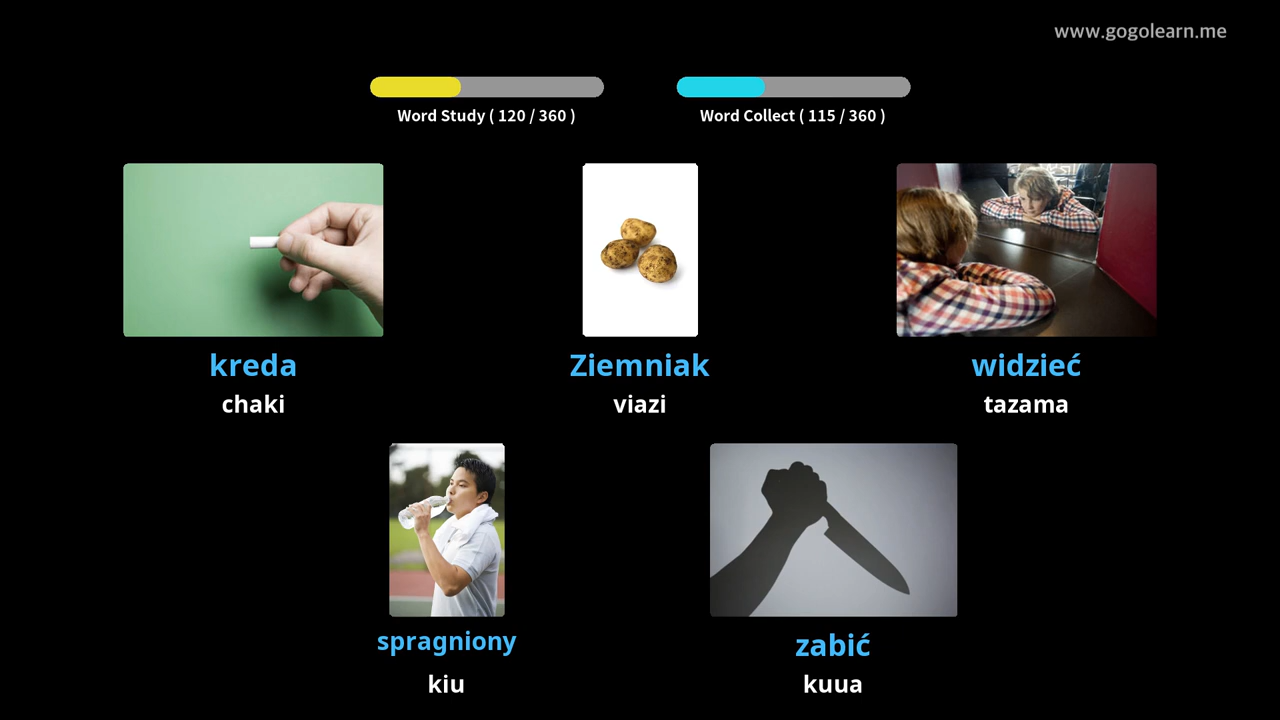 www.gogolearn.me
Word Study ( 120 / 360 )
Word Collect ( 115 / 360 )
kreda
chaki
Ziemniak
viazi
widzieć
tazama
spragniony
kiu
zabić
kuua